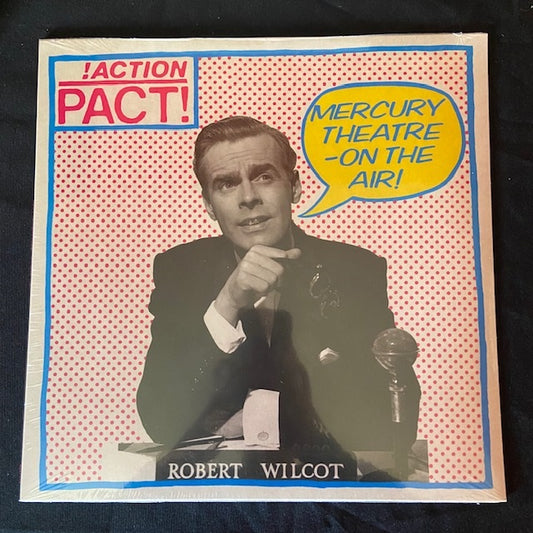 !ACTION
PACT!
MERCURY
THEATRE
-ON THE
AIR!
ROBERT WILCOT